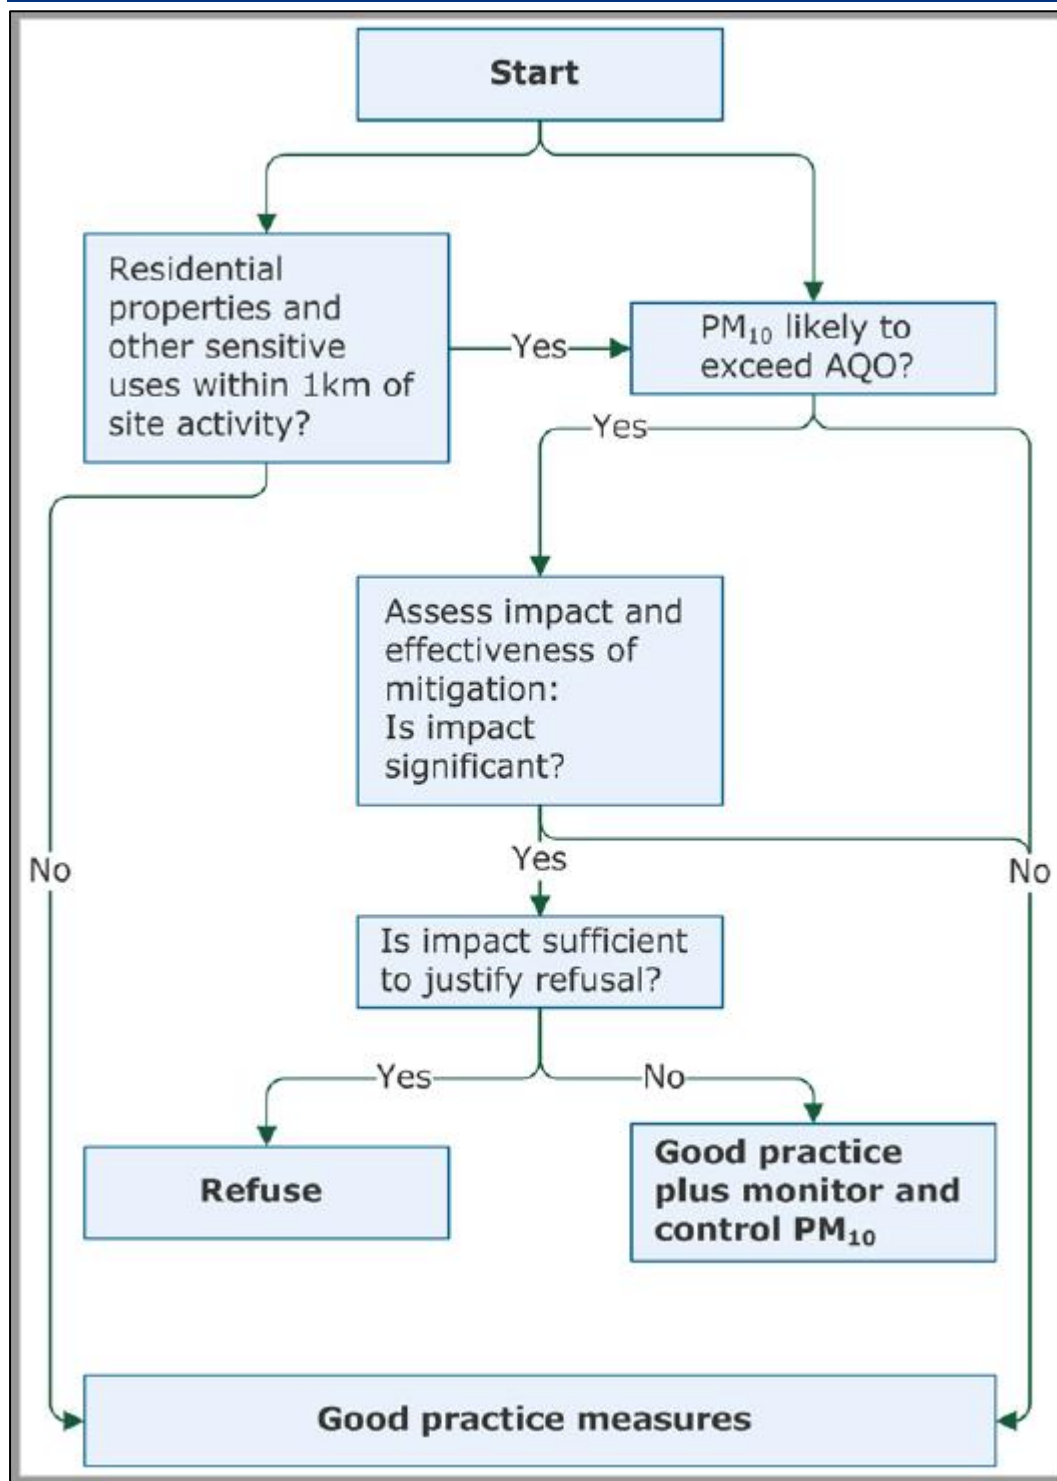 Start
Residential
properties and
other sensitive
uses within 1km of
site activity?
Yes
PM₁₀ likely to
exceed AQO?
Yes
Assess impact and
effectiveness of
mitigation:
Is impact
significant?
No
Yes
No
Is impact sufficient
to justify refusal?
Yes
No
Refuse
Good practice
plus monitor and
control PM₁₀
Good practice measures